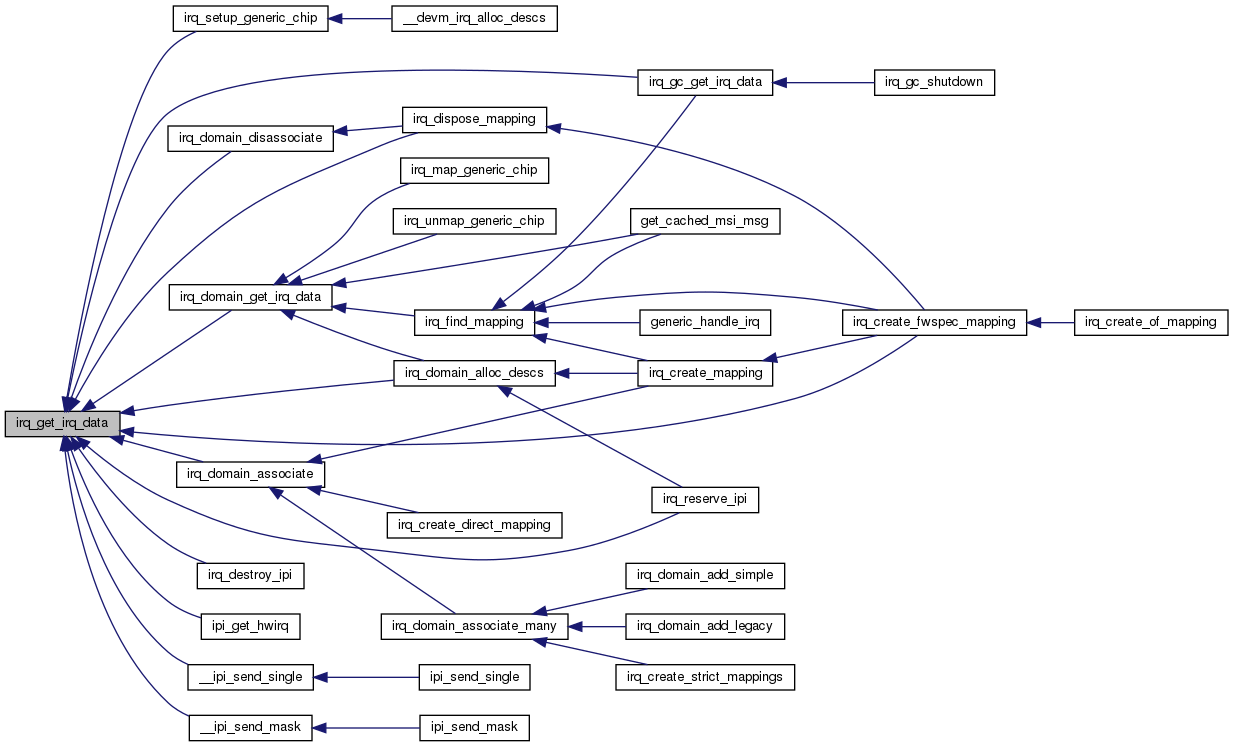 irq_setup_generic_chip
__devm_irq_alloc_descs
irq_gc_get_irq_data
irq_gc_shutdown
irq_dispose_mapping
irq_domain_disassociate
irq_map_generic_chip
irq_unmap_generic_chip
get_cached_msi_msg
irq_domain_get_irq_data
irq_find_mapping
generic_handle_irq
irq_create_fwspec_mapping
irq_create_of_mapping
irq_domain_alloc_descs
irq_create_mapping
irq_get_irq_data
irq_domain_associate
irq_reserve_ipi
irq_create_direct_mapping
irq_destroy_ipi
irq_domain_add_simple
ipi_get_hwirq
irq_domain_associate_many
irq_domain_add_legacy
__ipi_send_single
ipi_send_single
irq_create_strict_mappings
__ipi_send_mask
ipi_send_mask